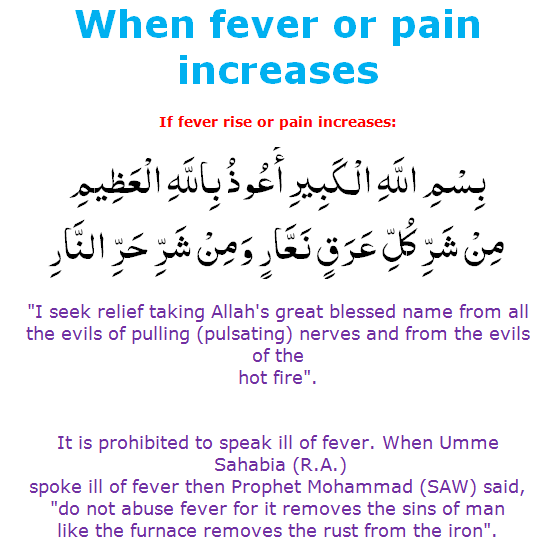 When fever or pain
increases
If fever rise or pain increases:
بِسْمِ اللَّهِ الْكَبِيرِ أَعُوذُ بِاللَّهِ الْعَظِيمِ
مِنْ شَرِّ كُلِّ عَرَقٍ نَعَّارٍ وَمِنْ شَرِّ حَرِّ النَّارِ
"I seek relief taking Allah's great blessed name from all
the evils of pulling (pulsating) nerves and from the evils
of the
hot fire".
It is prohibited to speak ill of fever. When Umme
Sahabia (R.A.)
spoke ill of fever then Prophet Mohammad (SAW) said,
"do not abuse fever for it removes the sins of man
like the furnace removes the rust from the iron".